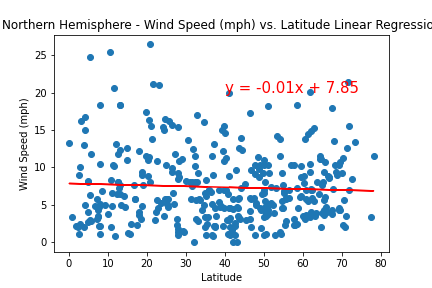 Northern Hemisphere - Wind Speed (mph) vs. Latitude Linear Regressio
y = -0.01x + 7.85
Wind Speed (mph)
25
20
15
10
5
0
0 10 20 30 40 50 60 70 80
Latitude